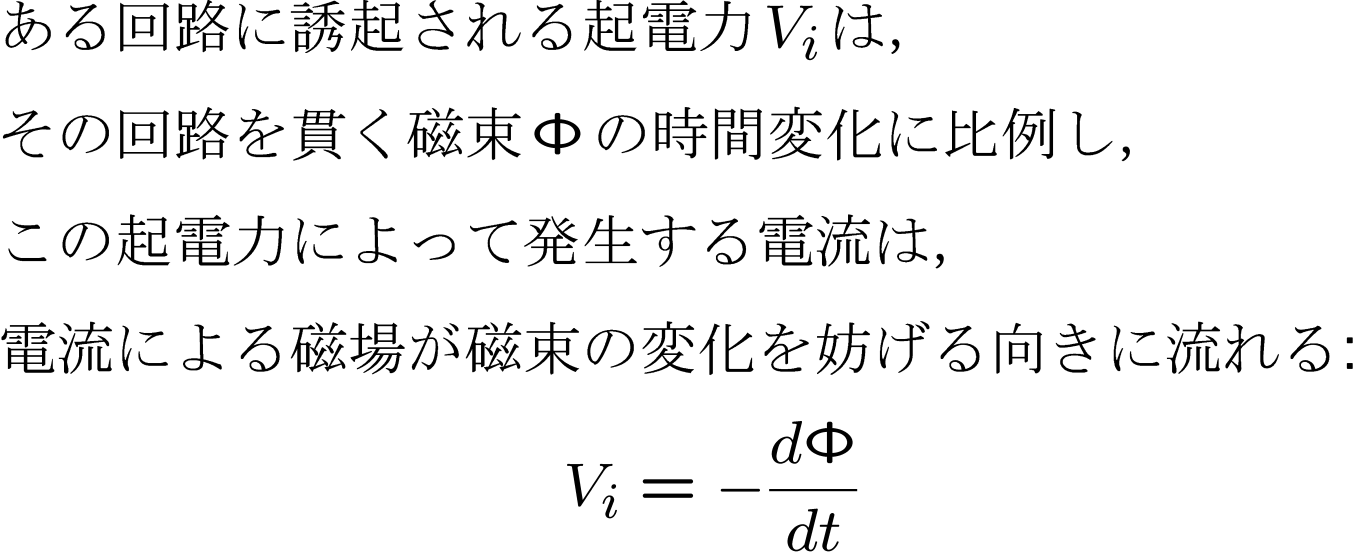 ある回路に誘起される起電力 $V_i$ は,
その回路を貫く磁束 Φ の時間変化に比例し,
この起電力によって発生する電流は,
電流による磁場が磁束の変化を妨げる向きに流れる:
$V_i = -\frac{dΦ}{dt}$